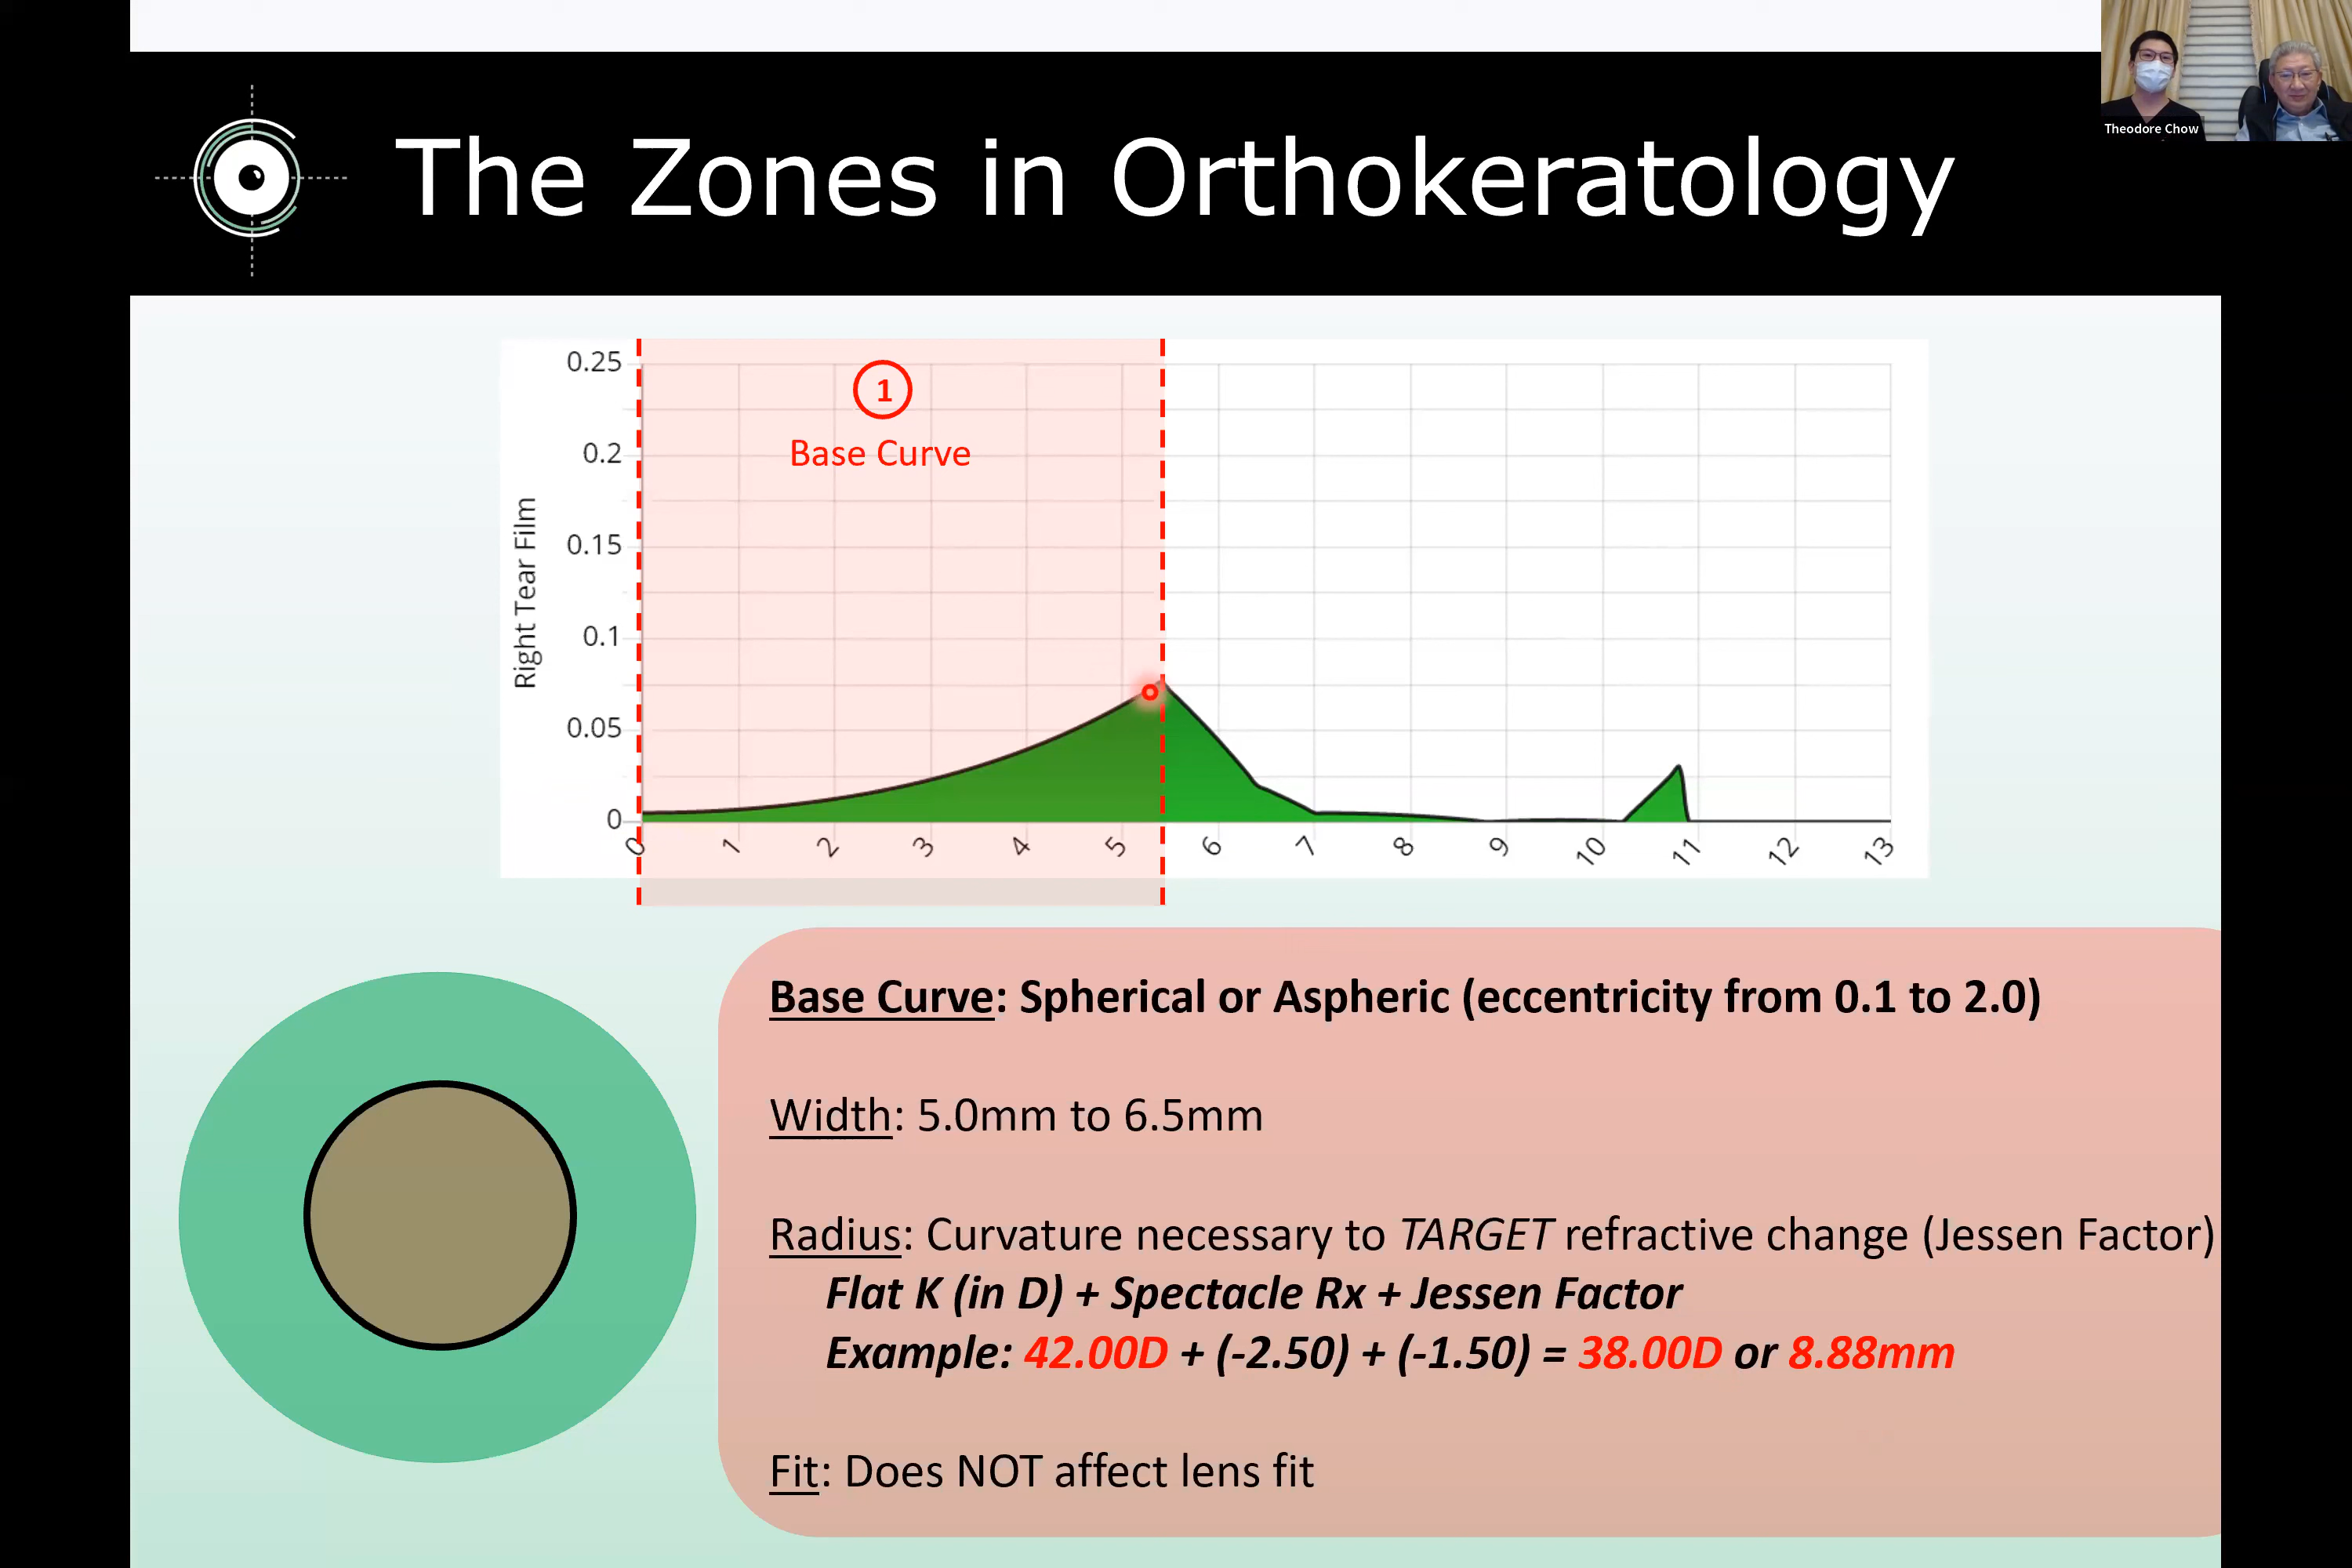 Theodore Chow
The Zones in Orthokeratology
1
Base Curve
Right Tear Film
0.25
0.2
0.15
0.1
0.05
0
0 1 2 3 4 5 6 7 8 9 10 11 12 13
Base Curve: Spherical or Aspheric (eccentricity from 0.1 to 2.0)
Width: 5.0mm to 6.5mm
Radius: Curvature necessary to TARGET refractive change (Jessen Factor)
Flat K (in D) + Spectacle Rx + Jessen Factor
Example: 42.00D + (-2.50) + (-1.50) = 38.00D or 8.88mm
Fit: Does NOT affect lens fit